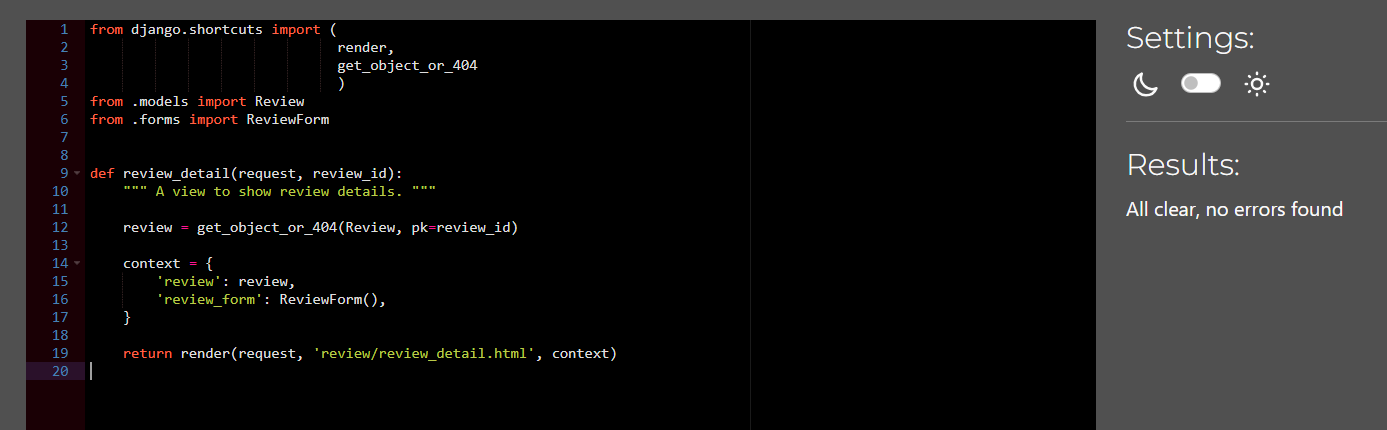 1 from django.shortcuts import (
2                               render,
3                               get_object_or_404
4                               )
5 from .models import Review
6 from .forms import ReviewForm
7
8
9 def review_detail(request, review_id):
10     """ A view to show review details. """
11
12     review = get_object_or_404(Review, pk=review_id)
13
14     context = {
15         'review': review,
16         'review_form': ReviewForm(),
17     }
18
19     return render(request, 'review/review_detail.html', context)
20
Settings:
Results:
All clear, no errors found